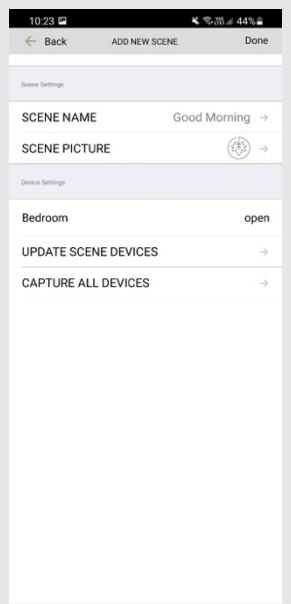 10:23 44%
Back ADD NEW SCENE Done
Scene Settings
SCENE NAME Good Morning
SCENE PICTURE
Device Settings
Bedroom open
UPDATE SCENE DEVICES
CAPTURE ALL DEVICES